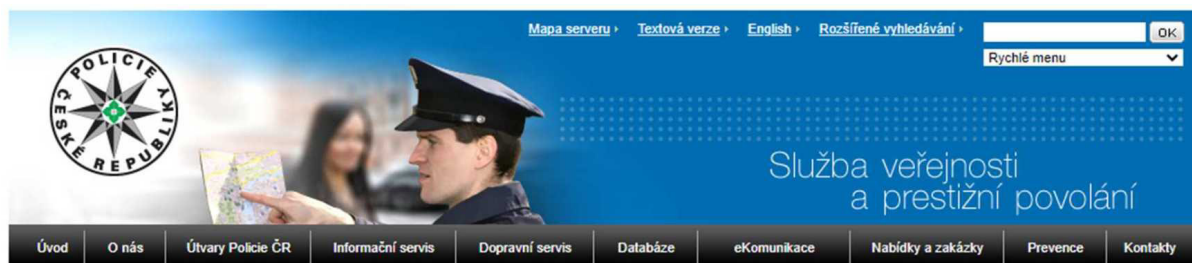 Mapa serveru
Textová verze
English
Rozšířené vyhledávání
OK
Rychlé menu
POLICIE
ČESKÉ REPUBLIKY
Služba veřejnosti
a prestižní povolání
Úvod
O nás
Útvary Policie ČR
Informační servis
Dopravní servis
Databáze
eKomunikace
Nabídky a zakázky
Prevence
Kontakty